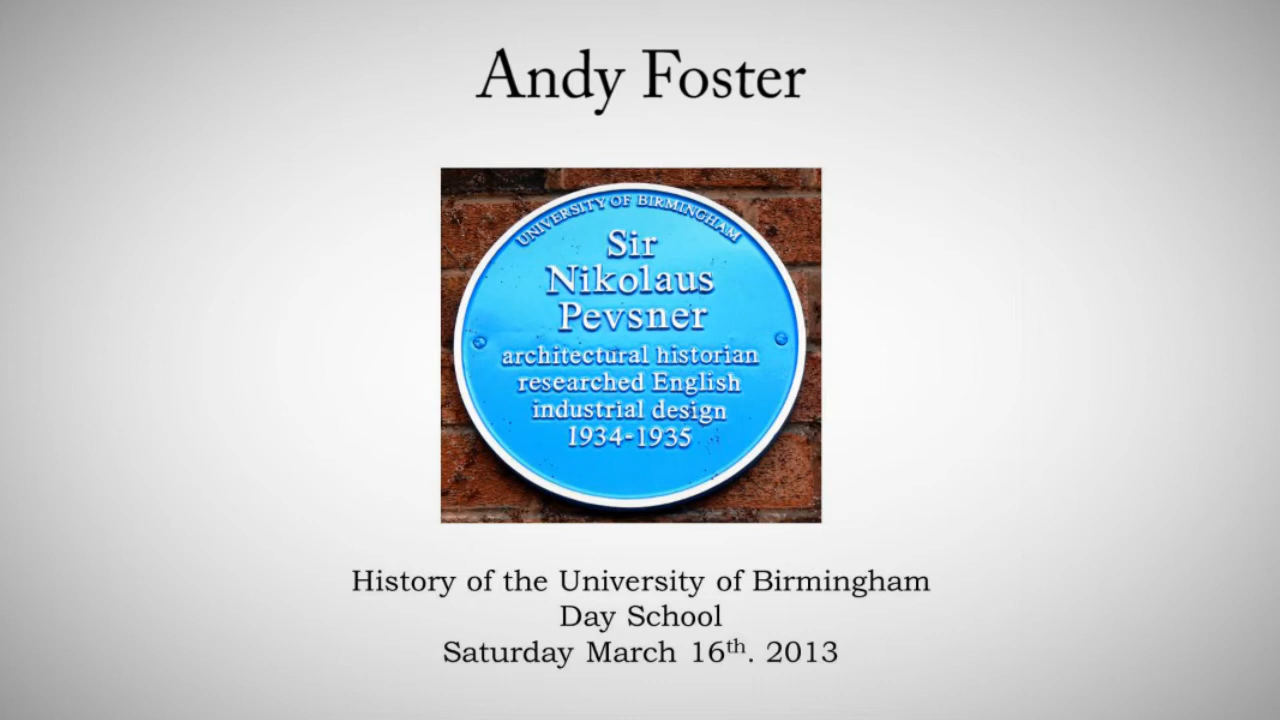 Andy Foster
UNIVERSITY OF BIRMINGHAM
Sir
Nikolaus
Pevsner
architectural historian
researched English
industrial design
1934-1935
History of the University of Birmingham
Day School
Saturday March 16th. 2013